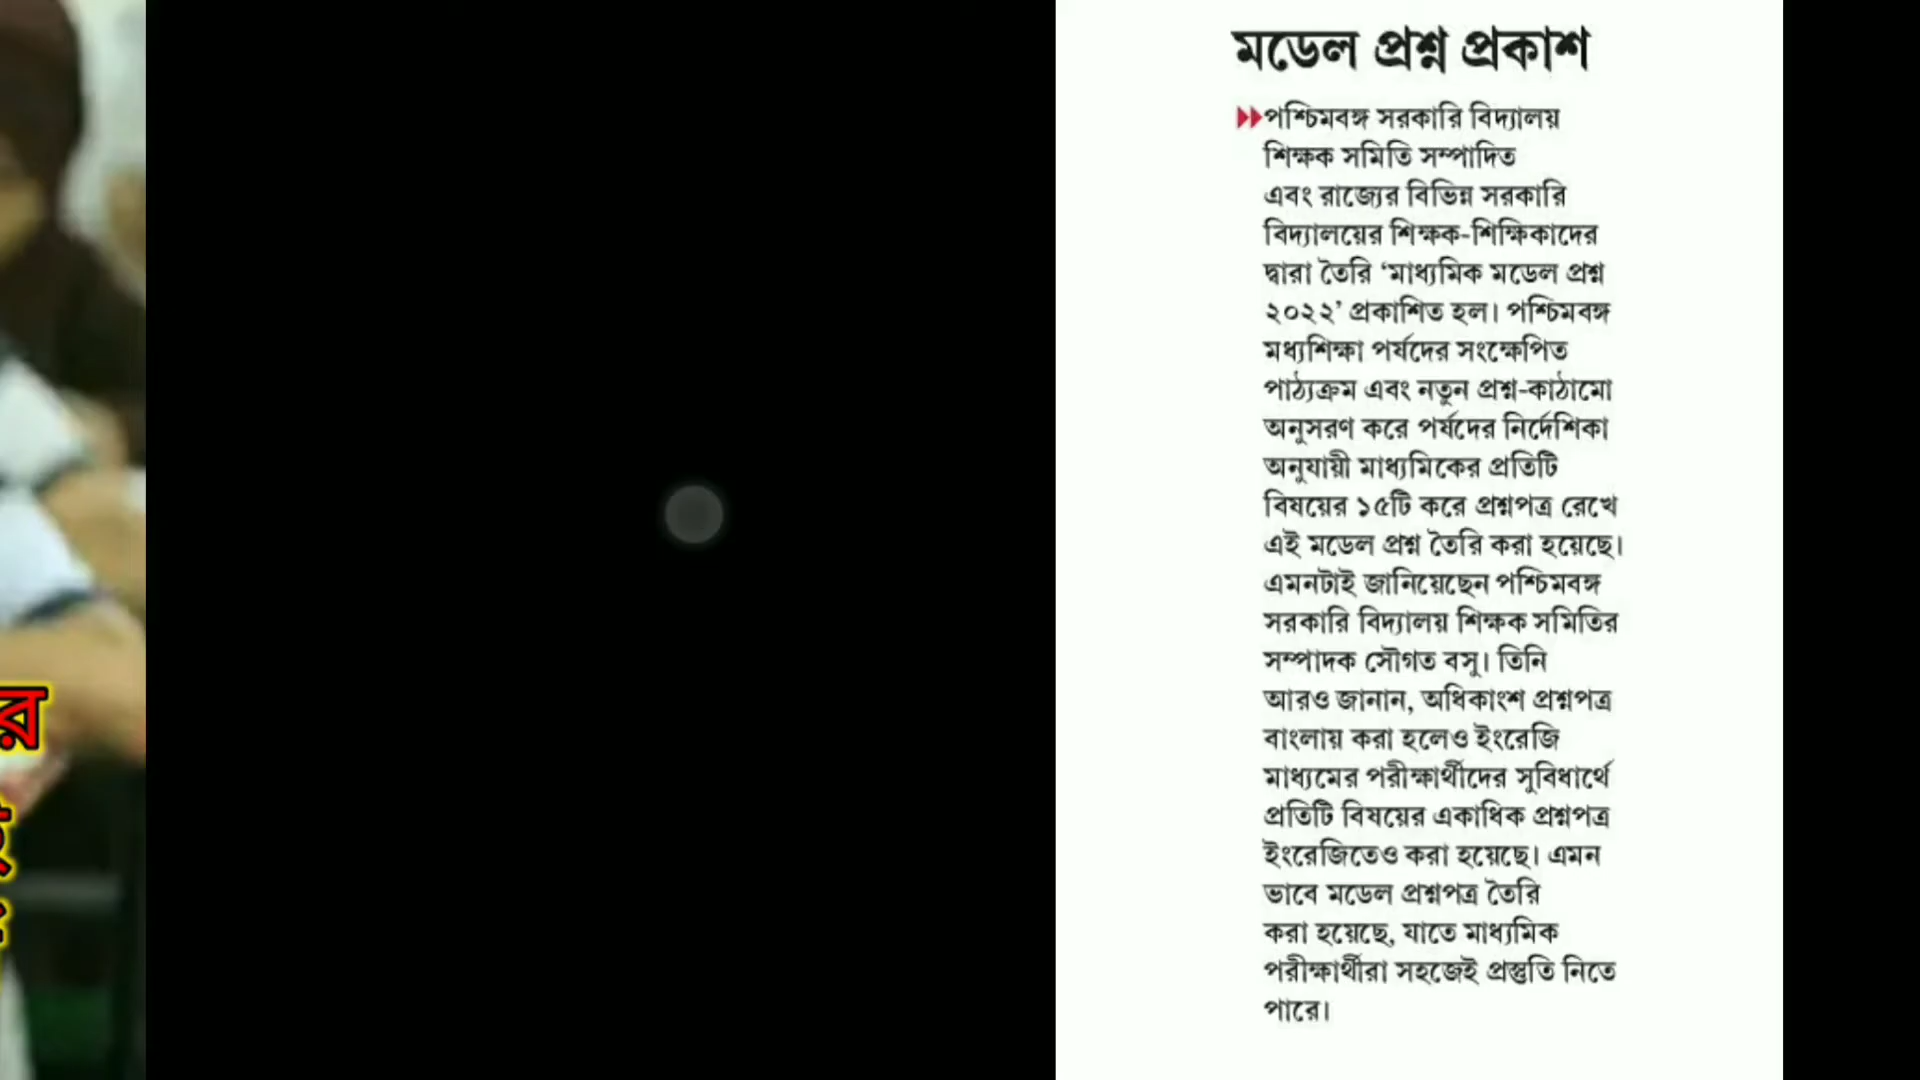 মডেল প্রশ্ন প্রকাশ
পশ্চিমবঙ্গ সরকারি বিদ্যালয়
শিক্ষক সমিতি সম্পাদিত
এবং রাজ্যের বিভিন্ন সরকারি
বিদ্যালয়ের শিক্ষক-শিক্ষিকাদের
দ্বারা তৈরি ‘মাধ্যমিক মডেল প্রশ্ন
২০২২’ প্রকাশিত হল। পশ্চিমবঙ্গ
মধ্যশিক্ষা পর্ষদের সংক্ষেপিত
পাঠ্যক্রম এবং নতুন প্রশ্ন-কাঠামো
অনুসরণ করে পর্ষদের নির্দেশিকা
অনুযায়ী মাধ্যমিকের প্রতিটি
বিষয়ের ১৫টি করে প্রশ্নপত্র রেখে
এই মডেল প্রশ্ন তৈরি করা হয়েছে।
এমনটাই জানিয়েছেন পশ্চিমবঙ্গ
সরকারি বিদ্যালয় শিক্ষক সমিতির
সম্পাদক সৌগত বসু। তিনি
আরও জানান, অধিকাংশ প্রশ্নপত্র
বাংলায় করা হলেও ইংরেজি
মাধ্যমের পরীক্ষার্থীদের সুবিধার্থে
প্রতিটি বিষয়ের একাধিক প্রশ্নপত্র
ইংরেজিতেও করা হয়েছে। এমন
ভাবে মডেল প্রশ্নপত্র তৈরি
করা হয়েছে, যাতে মাধ্যমিক
পরীক্ষার্থীরা সহজেই প্রস্তুতি নিতে
পারে।